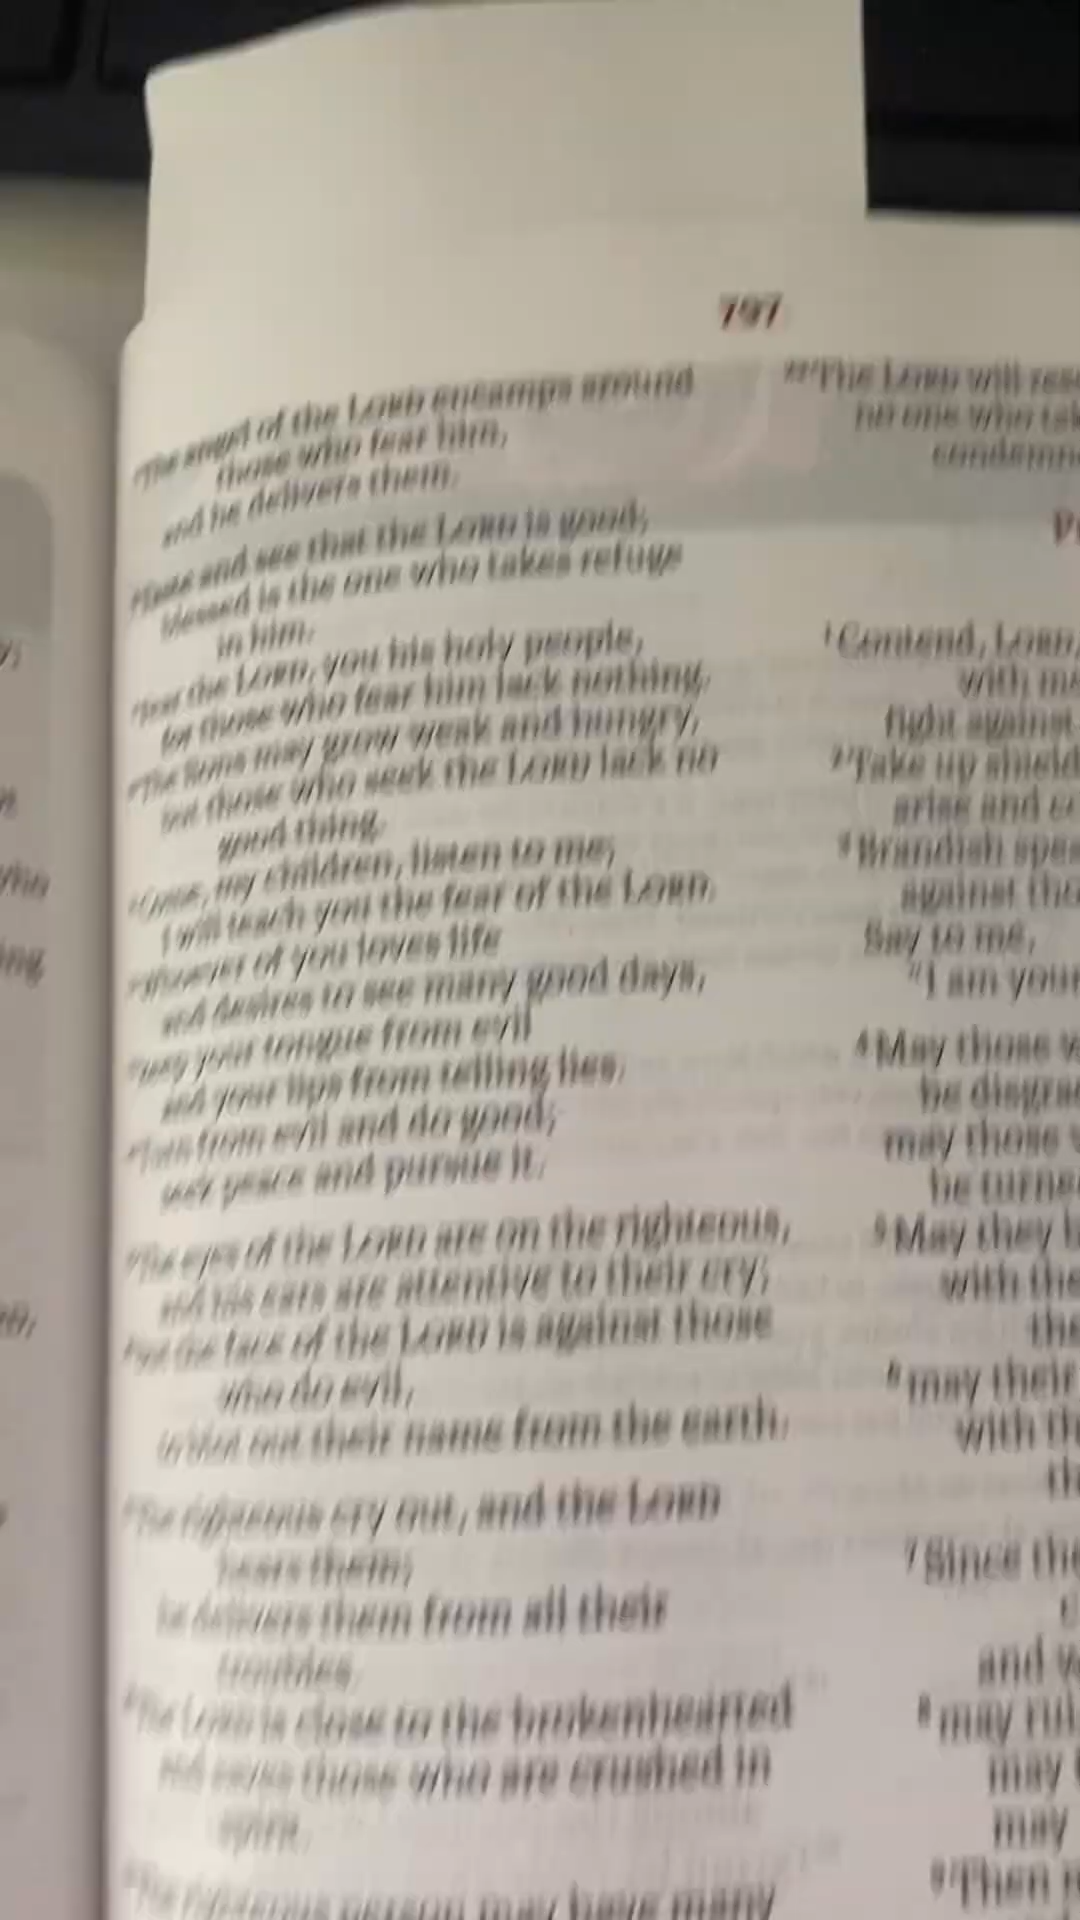 797
The angel of the LORD encamps around
those who fear him,
and he delivers them.
Taste and see that the LORD is good;
blessed is the one who takes refuge
in him.
Fear the LORD, you his holy people,
for those who fear him lack nothing.
The lions may grow weak and hungry,
but those who seek the LORD lack no
good thing.
Come, my children, listen to me;
I will teach you the fear of the LORD.
Whoever of you loves life
and desires to see many good days,
keep your tongue from evil
and your lips from telling lies.
Turn from evil and do good;
seek peace and pursue it.
The eyes of the LORD are on the righteous,
and his ears are attentive to their cry;
but the face of the LORD is against those
who do evil,
to blot out their name from the earth.
The righteous cry out, and the LORD
hears them;
he delivers them from all their
troubles.
The LORD is close to the brokenhearted
and saves those who are crushed in
spirit.
The righteous person may have many
The LORD will
no one who
1 Contend, LORD,
with
fight against
2 Take up shield
arise and
3 Brandish
against
Say to me,
"I am your
4 May those
be
may those
be
5 May they
with
6 may their
with
7 Since
and
8 may
may
may
9 Then